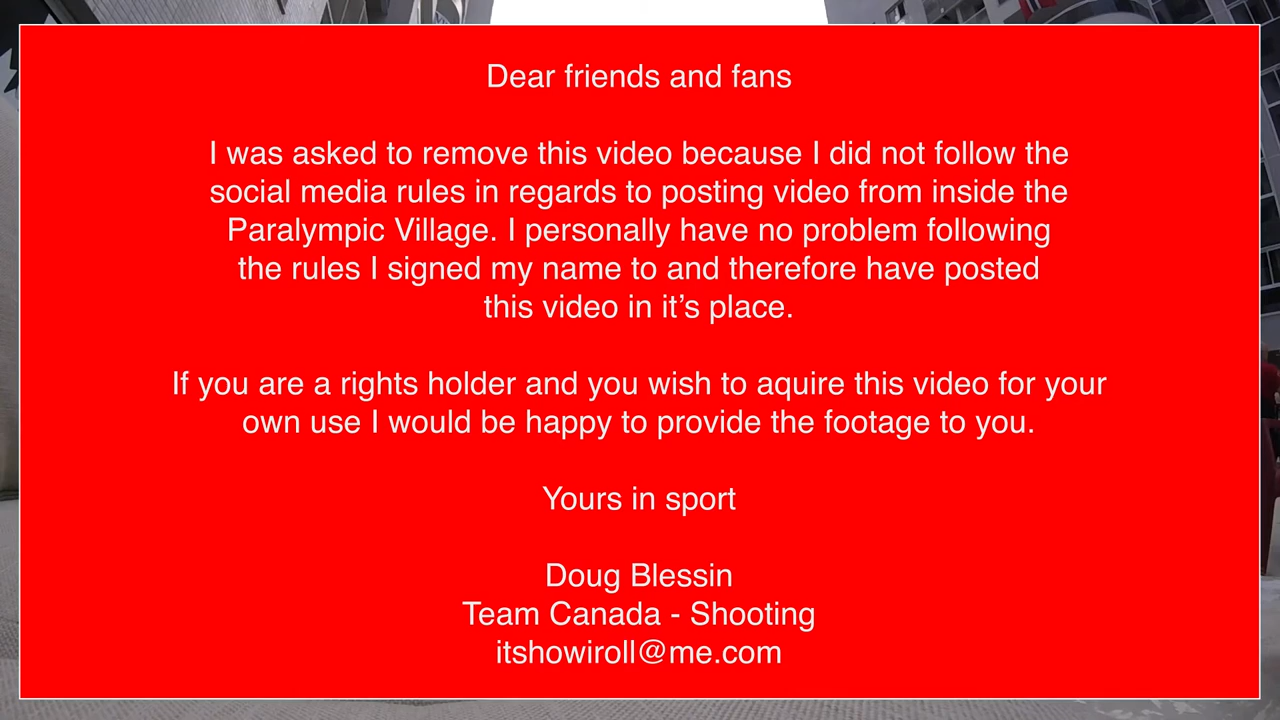 Dear friends and fans
I was asked to remove this video because I did not follow the
social media rules in regards to posting video from inside the
Paralympic Village. I personally have no problem following
the rules I signed my name to and therefore have posted
this video in it’s place.
If you are a rights holder and you wish to aquire this video for your
own use I would be happy to provide the footage to you.
Yours in sport
Doug Blessin
Team Canada - Shooting
itshowiroll@me.com